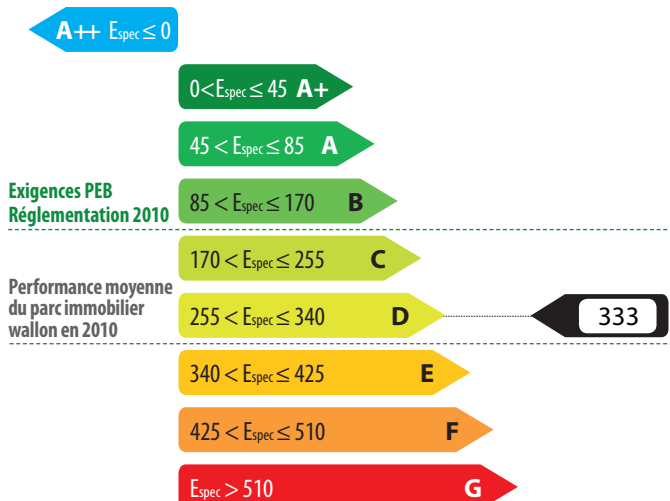 A++ Espec ≤ 0
0 < Espec ≤ 45 A+
45 < Espec ≤ 85 A
Exigences PEB
Réglementation 2010
85 < Espec ≤ 170 B
170 < Espec ≤ 255 C
Performance moyenne
du parc immobilier
wallon en 2010
255 < Espec ≤ 340 D
333
340 < Espec ≤ 425 E
425 < Espec ≤ 510 F
Espec > 510 G